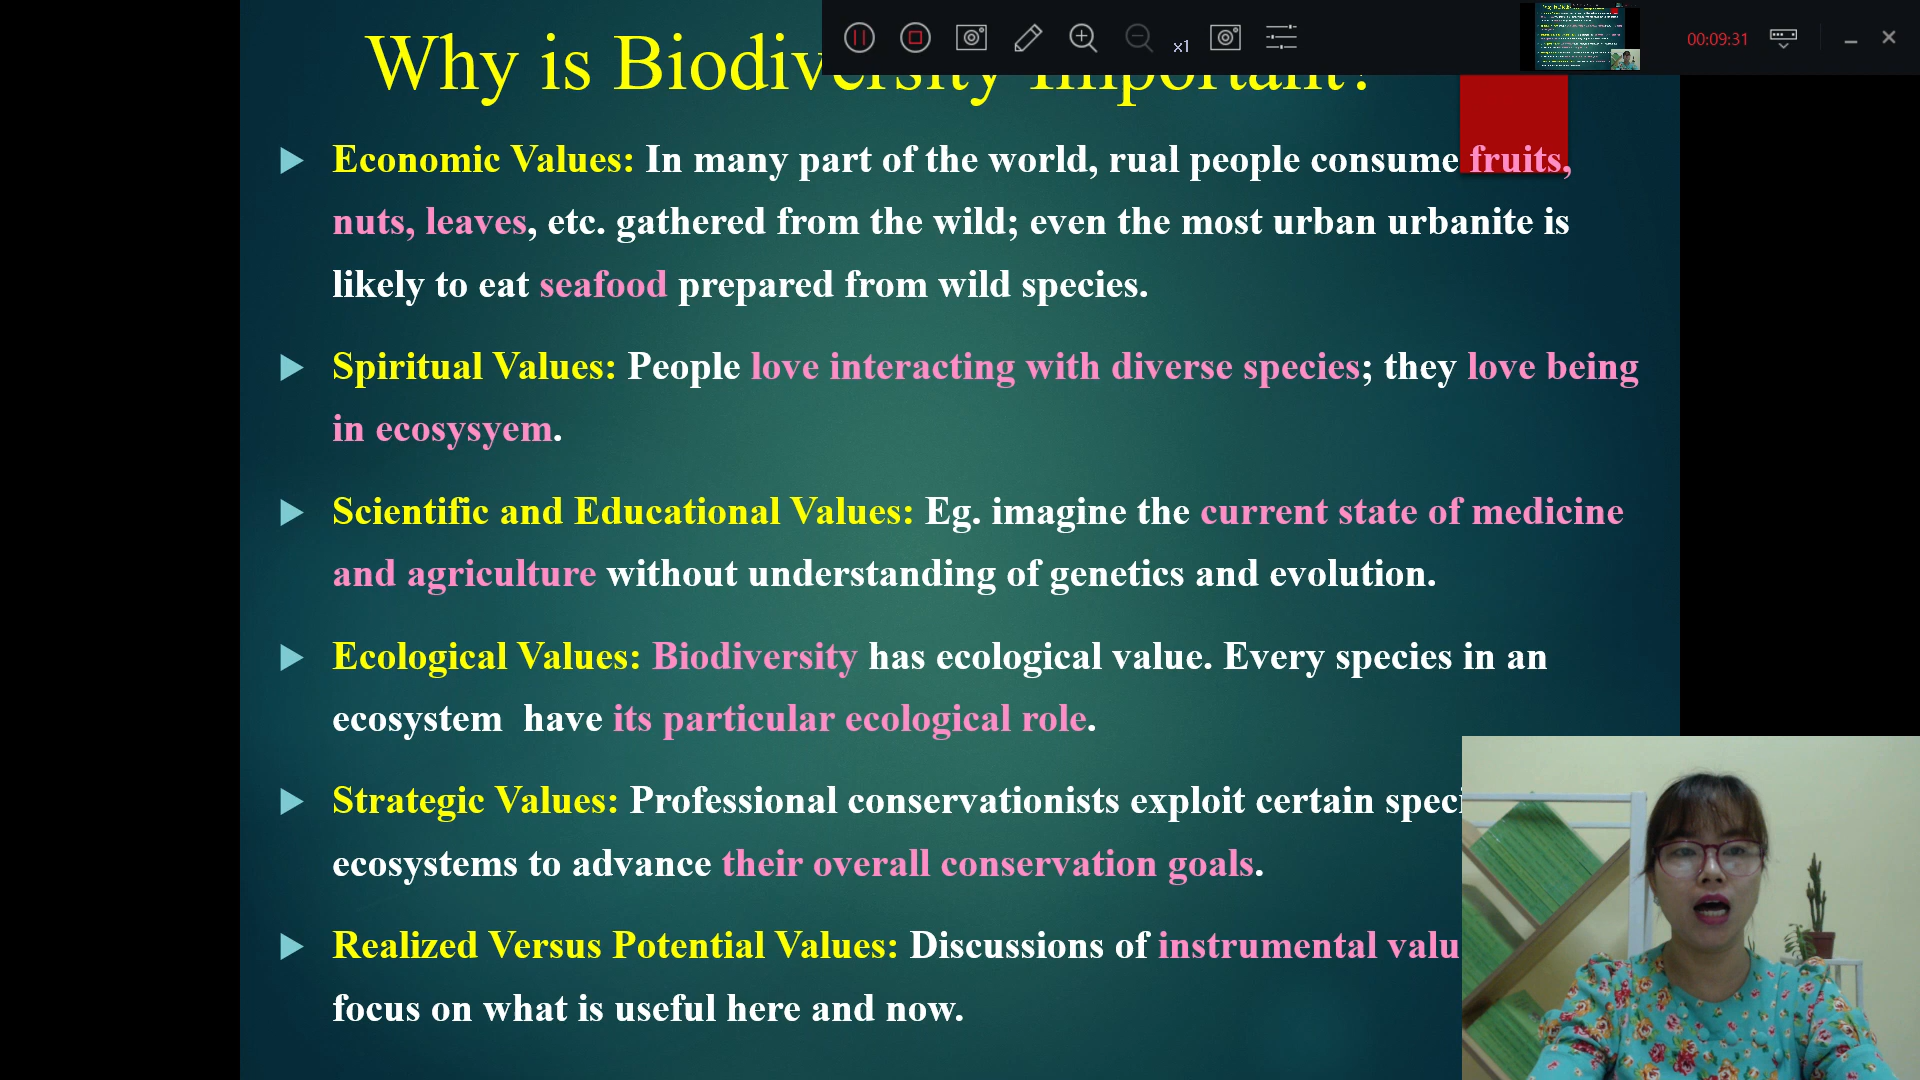 Why is Biodiversity Important?
x1
00:09:31
Economic Values: In many part of the world, rual people consume fruits,
nuts, leaves, etc. gathered from the wild; even the most urban urbanite is
likely to eat seafood prepared from wild species.
Spiritual Values: People love interacting with diverse species; they love being
in ecosysyem.
Scientific and Educational Values: Eg. imagine the current state of medicine
and agriculture without understanding of genetics and evolution.
Ecological Values: Biodiversity has ecological value. Every species in an
ecosystem  have its particular ecological role.
Strategic Values: Professional conservationists exploit certain speci
ecosystems to advance their overall conservation goals.
Realized Versus Potential Values: Discussions of instrumental valu
focus on what is useful here and now.